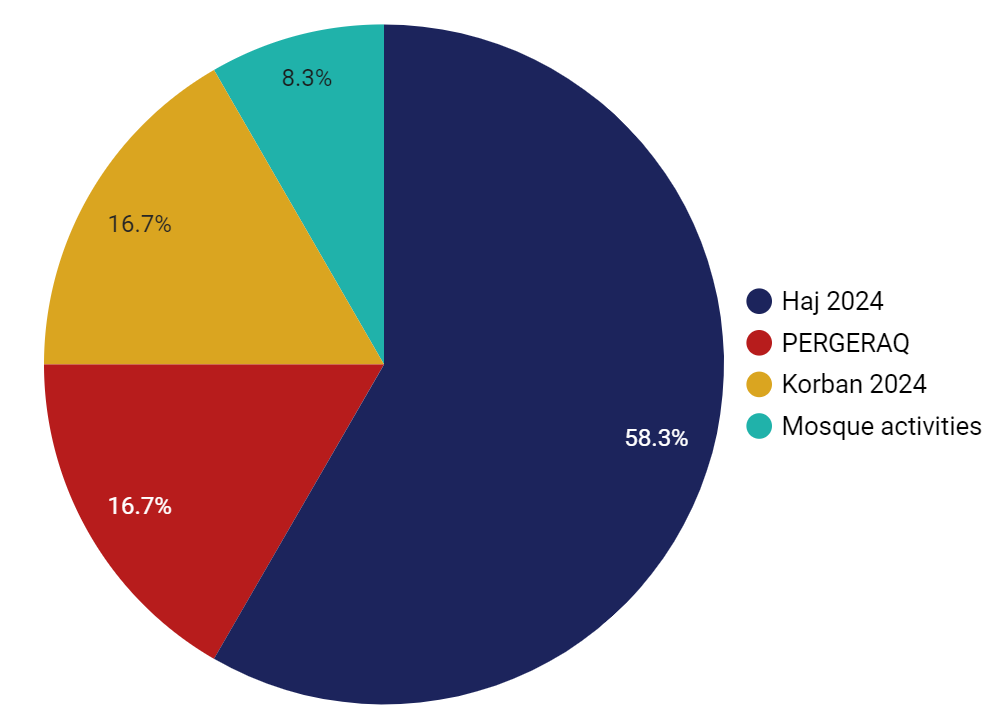 8.3%
16.7%
16.7%
58.3%
Haj 2024
PERGERAQ
Korban 2024
Mosque activities